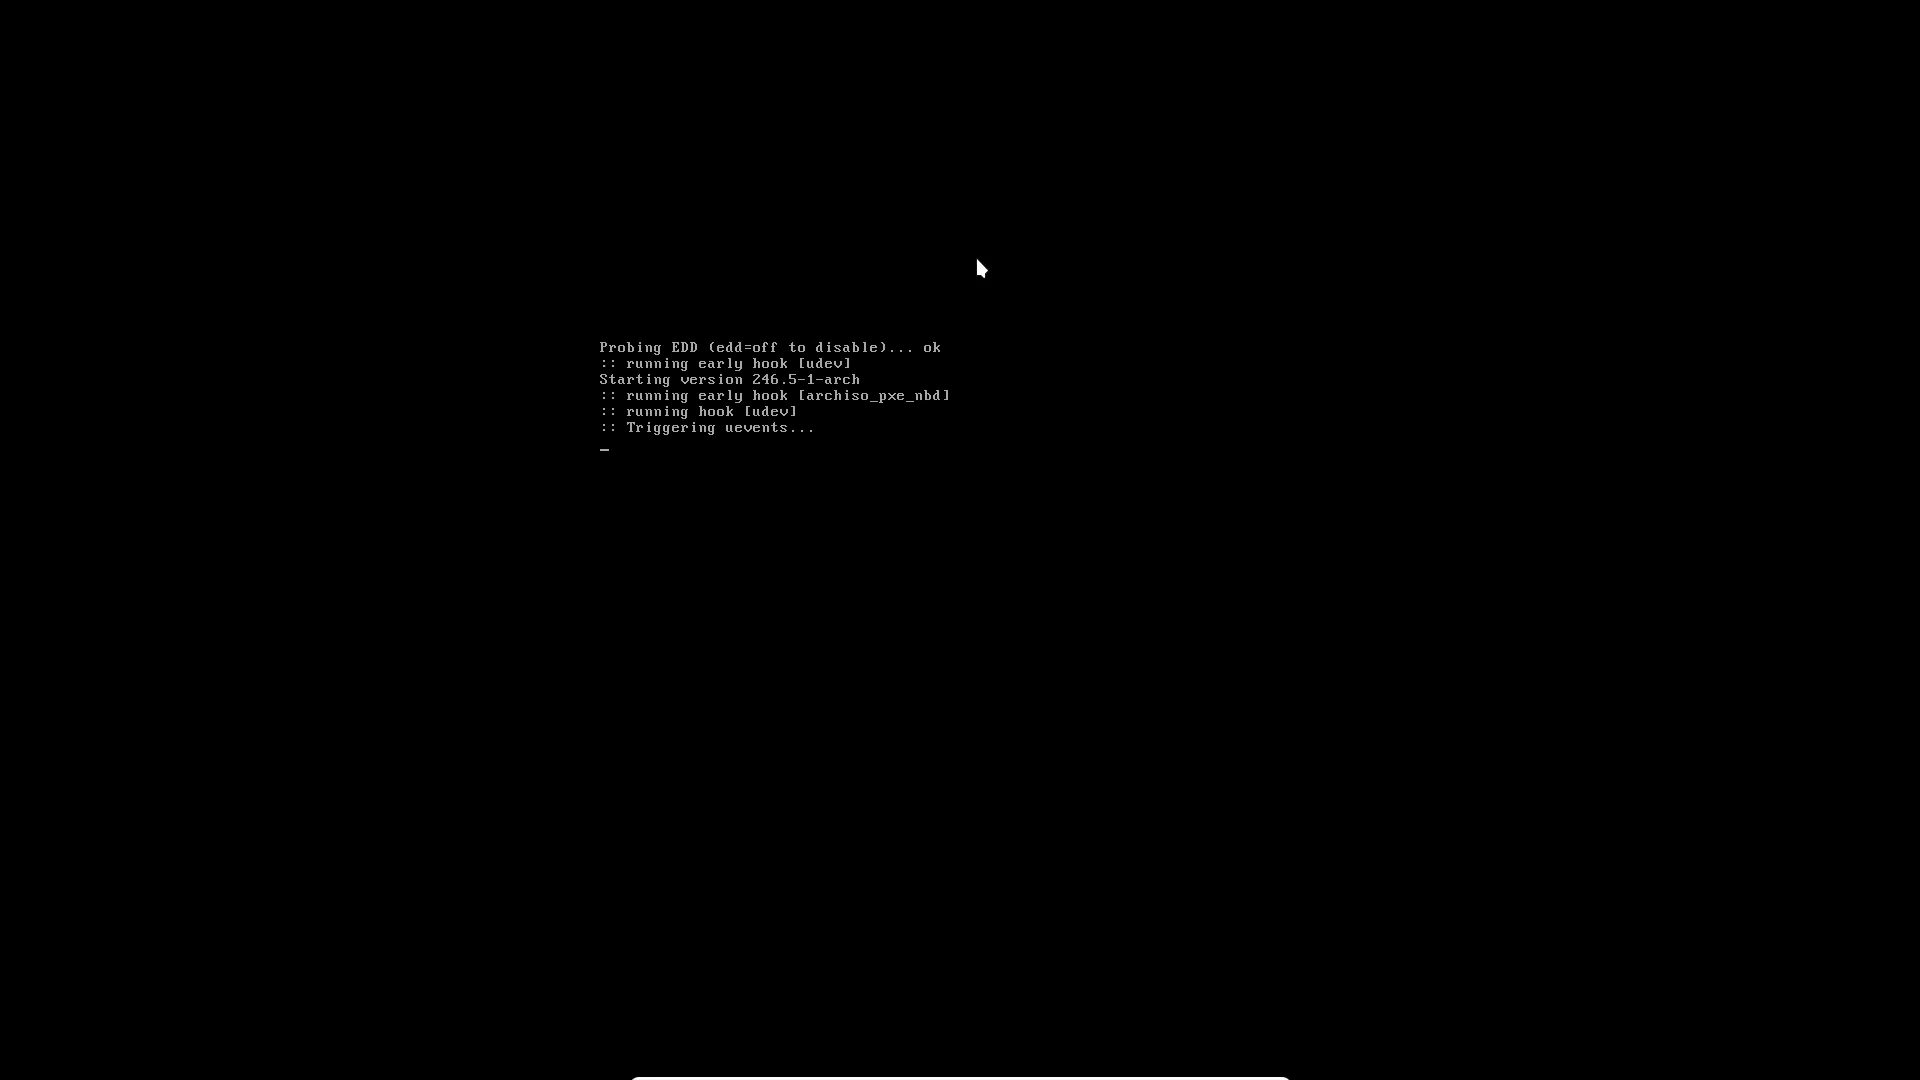 Probing EDD (edd=off to disable)... ok
:: running early hook [udev]
Starting version 246.5-1-arch
:: running early hook [archiso_pxe_nbd]
:: running hook [udev]
:: Triggering uevents...
_